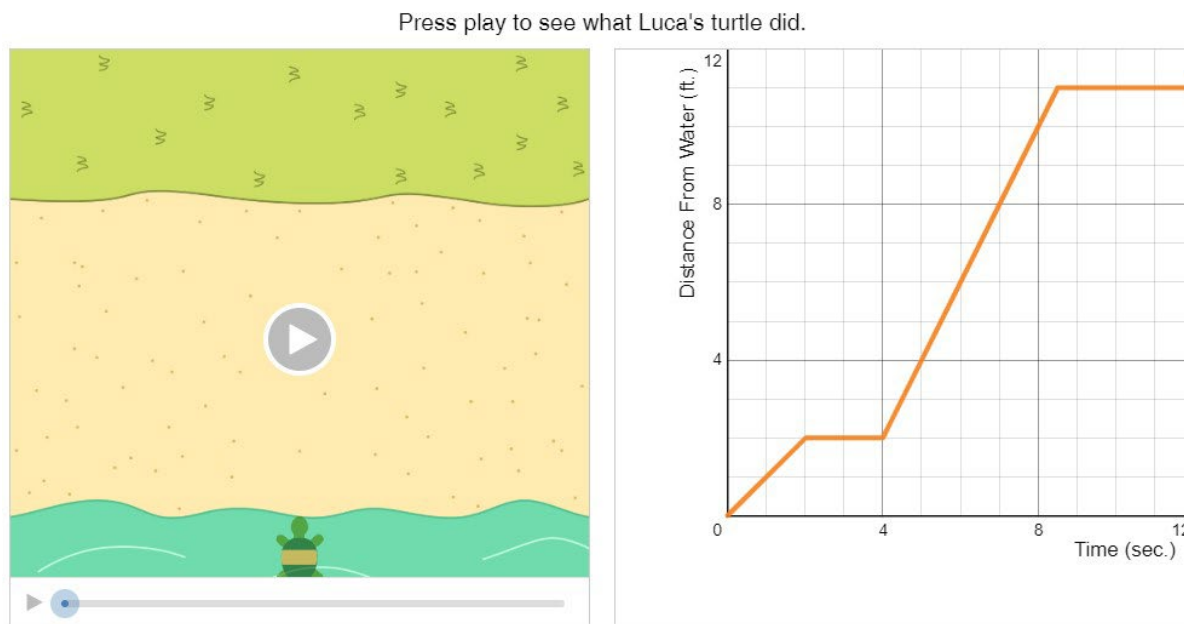 Press play to see what Luca's turtle did.
12
Distance From Water (ft.)
8
4
0
4
8
12
Time (sec.)